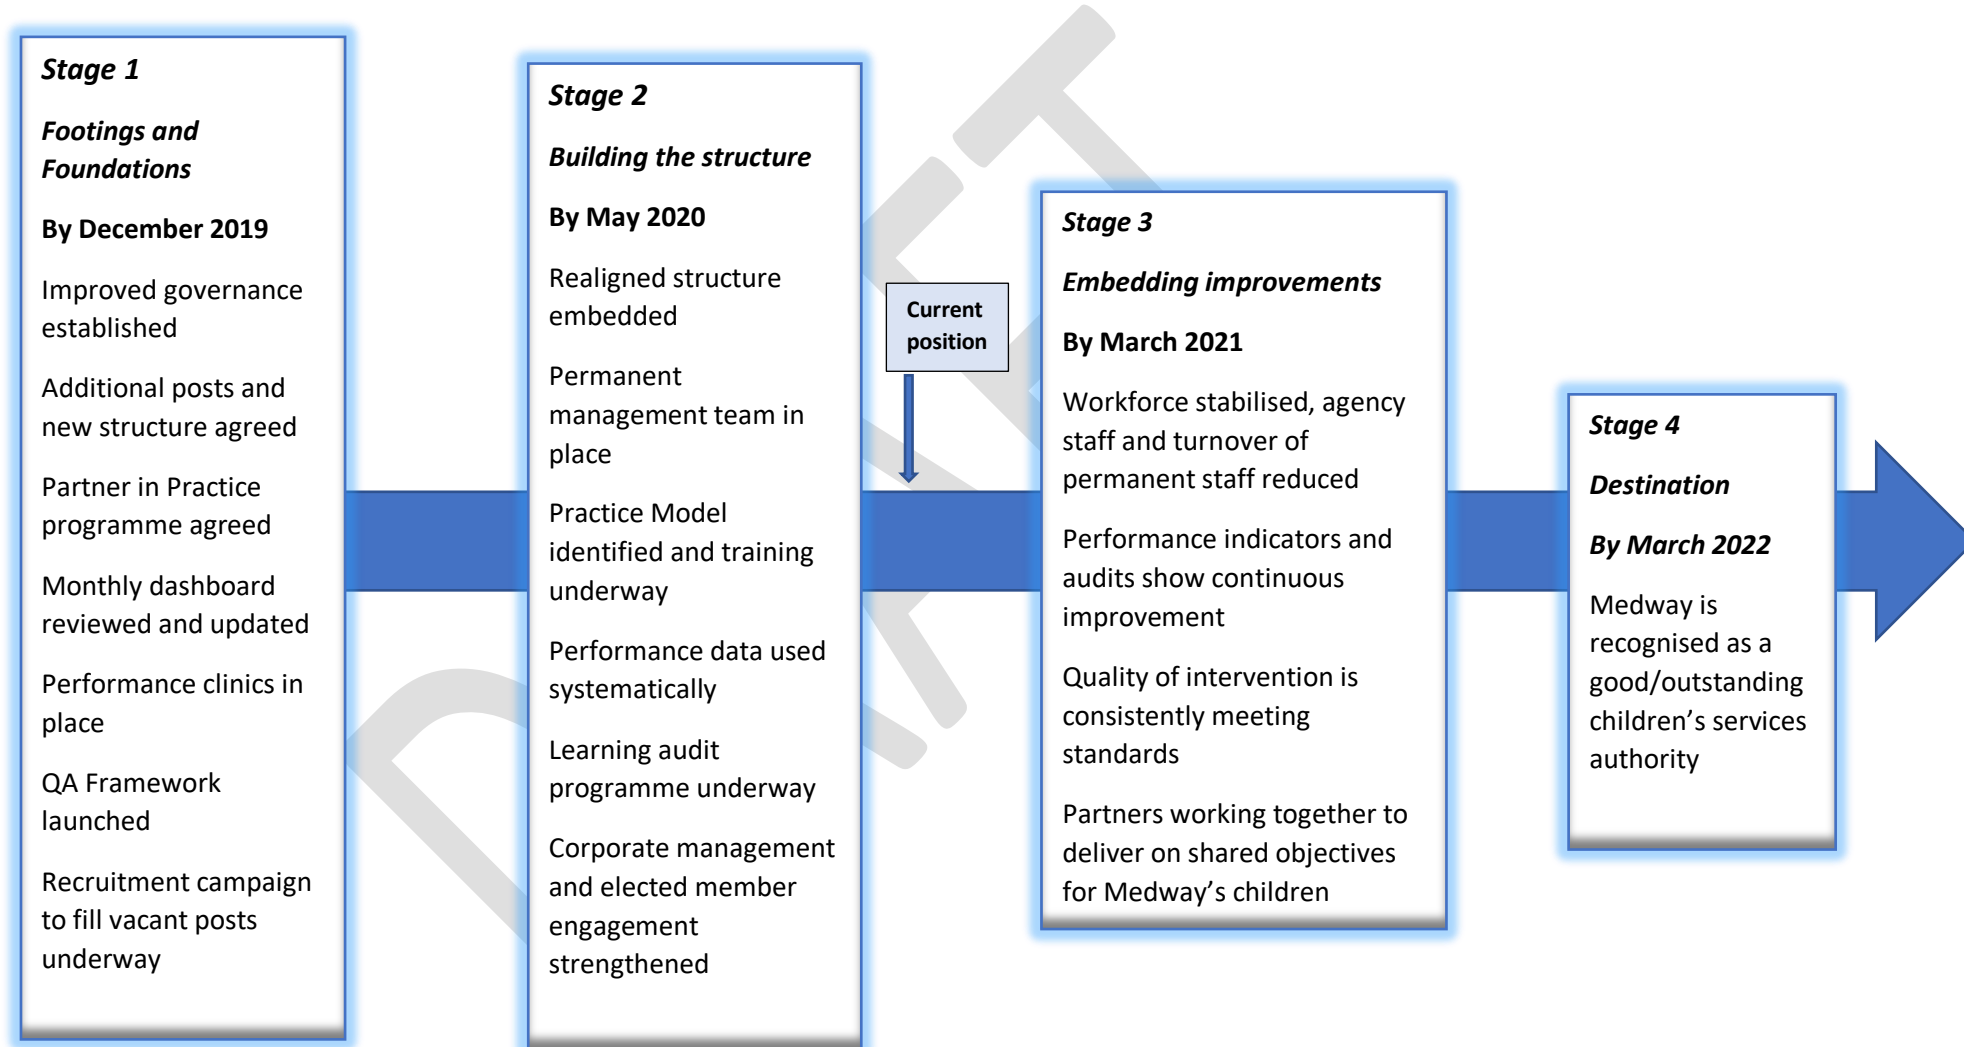 Stage 1
Footings and
Foundations
By December 2019
Improved governance
established
Additional posts and
new structure agreed
Partner in Practice
programme agreed
Monthly dashboard
reviewed and updated
Performance clinics in
place
QA Framework
launched
Recruitment campaign
to fill vacant posts
underway
Stage 2
Building the structure
By May 2020
Realigned structure
embedded
Permanent
management team in
place
Practice Model
identified and training
underway
Performance data used
systematically
Learning audit
programme underway
Corporate management
and elected member
engagement
strengthened
Current
position
Stage 3
Embedding improvements
By March 2021
Workforce stabilised, agency
staff and turnover of
permanent staff reduced
Performance indicators and
audits show continuous
improvement
Quality of intervention is
consistently meeting
standards
Partners working together to
deliver on shared objectives
for Medway’s children
Stage 4
Destination
By March 2022
Medway is
recognised as a
good/outstanding
children’s services
authority
DRAFT